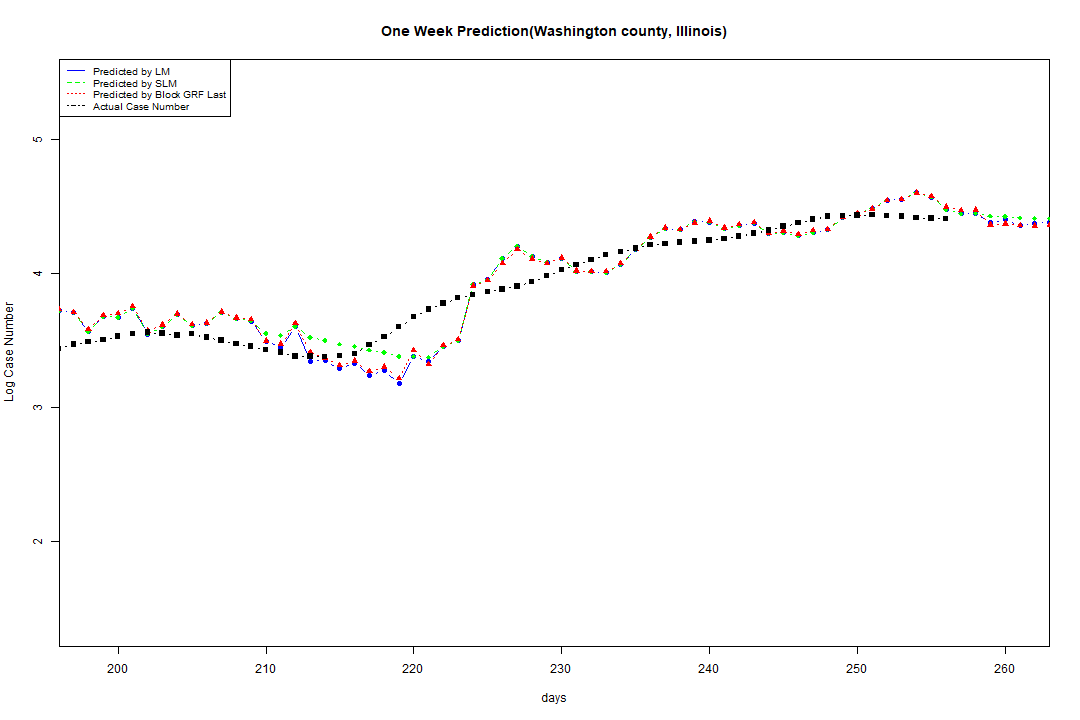 One Week Prediction(Washington county, Illinois)
Predicted by LM
Predicted by SLM
Predicted by Block GRF Last
Actual Case Number
5
4
3
2
Log Case Number
200 210 220 230 240 250 260
days